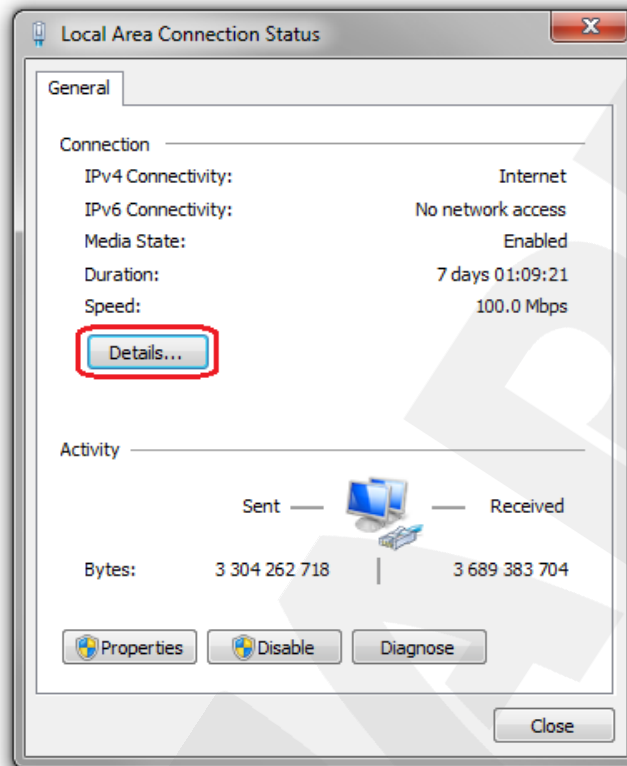 Local Area Connection Status
General
Connection
IPv4 Connectivity: Internet
IPv6 Connectivity: No network access
Media State: Enabled
Duration: 7 days 01:09:21
Speed: 100.0 Mbps
Details...
Activity
Sent Received
Bytes: 3 304 262 718 3 689 383 704
Properties Disable Diagnose
Close